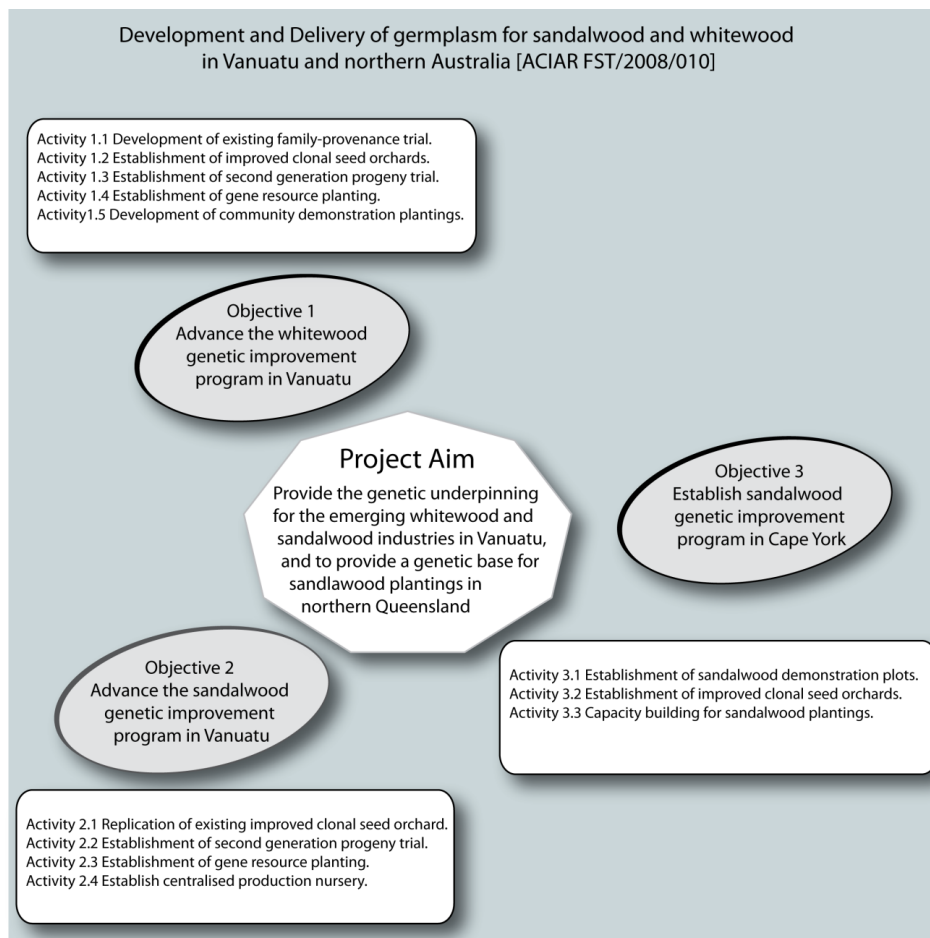 Development and Delivery of germplasm for sandalwood and whitewood
in Vanuatu and northern Australia [ACIAR FST/2008/010]
Activity 1.1 Development of existing family-provenance trial.
Activity 1.2 Establishment of improved clonal seed orchards.
Activity 1.3 Establishment of second generation progeny trial.
Activity 1.4 Establishment of gene resource planting.
Activity1.5 Development of community demonstration plantings.
Objective 1
Advance the whitewood
genetic improvement
program in Vanuatu
Project Aim
Provide the genetic underpinning
for the emerging whitewood and
sandalwood industries in Vanuatu,
and to provide a genetic base for
sandlawood plantings in
northern Queensland
Objective 3
Establish sandalwood
genetic improvement
program in Cape York
Activity 3.1 Establishment of sandalwood demonstration plots.
Activity 3.2 Establishment of improved clonal seed orchards.
Activity 3.3 Capacity building for sandalwood plantings.
Objective 2
Advance the sandalwood
genetic improvement
program in Vanuatu
Activity 2.1 Replication of existing improved clonal seed orchard.
Activity 2.2 Establishment of second generation progeny trial.
Activity 2.3 Establishment of gene resource planting.
Activity 2.4 Establish centralised production nursery.